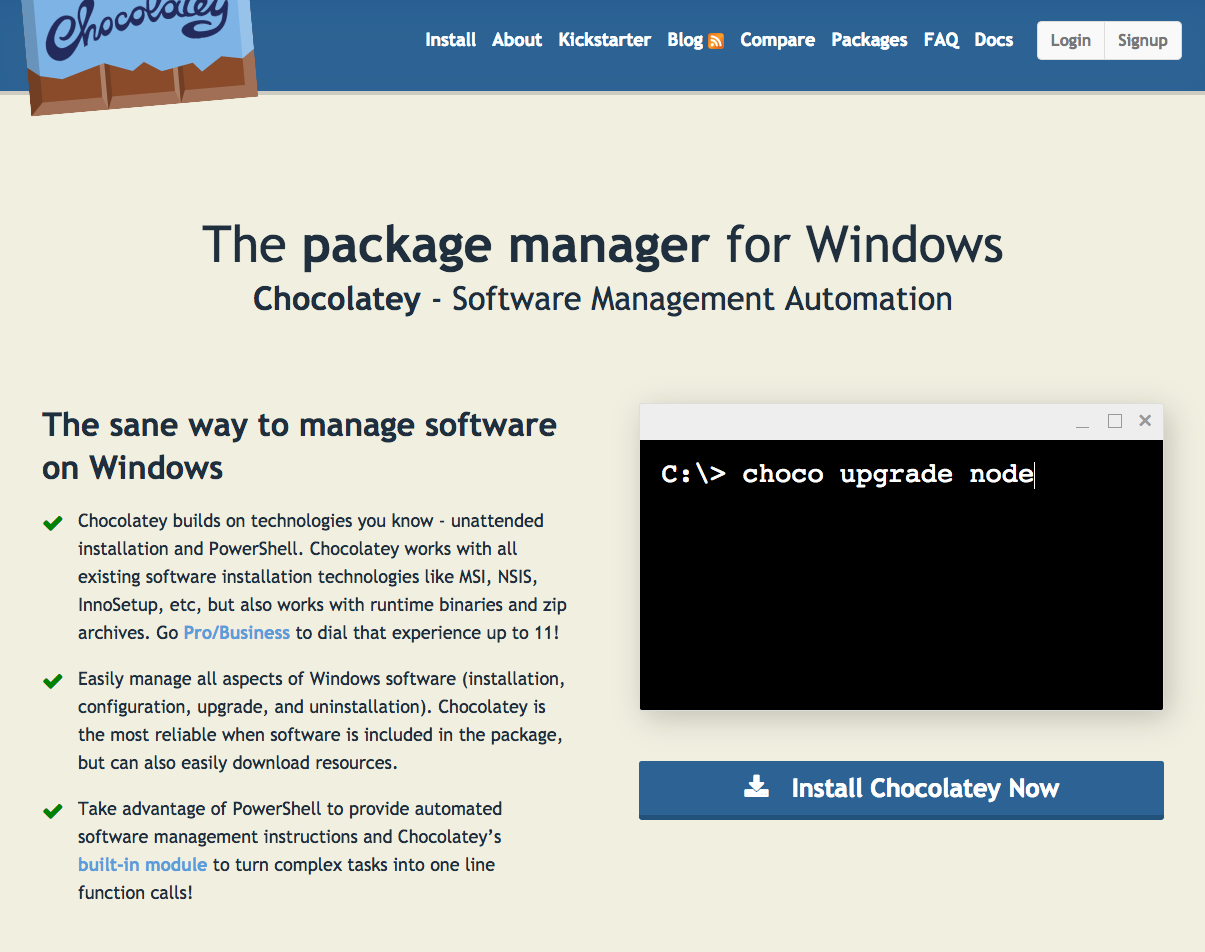 Chocolatey
Install About Kickstarter Blog Compare Packages FAQ Docs Login Signup
The package manager for Windows
Chocolatey - Software Management Automation
The sane way to manage software
on Windows
Chocolatey builds on technologies you know - unattended
installation and PowerShell. Chocolatey works with all
existing software installation technologies like MSI, NSIS,
InnoSetup, etc, but also works with runtime binaries and zip
archives. Go Pro/Business to dial that experience up to 11!
Easily manage all aspects of Windows software (installation,
configuration, upgrade, and uninstallation). Chocolatey is
the most reliable when software is included in the package,
but can also easily download resources.
Take advantage of PowerShell to provide automated
software management instructions and Chocolatey’s
built-in module to turn complex tasks into one line
function calls!
C:\> choco upgrade node
Install Chocolatey Now